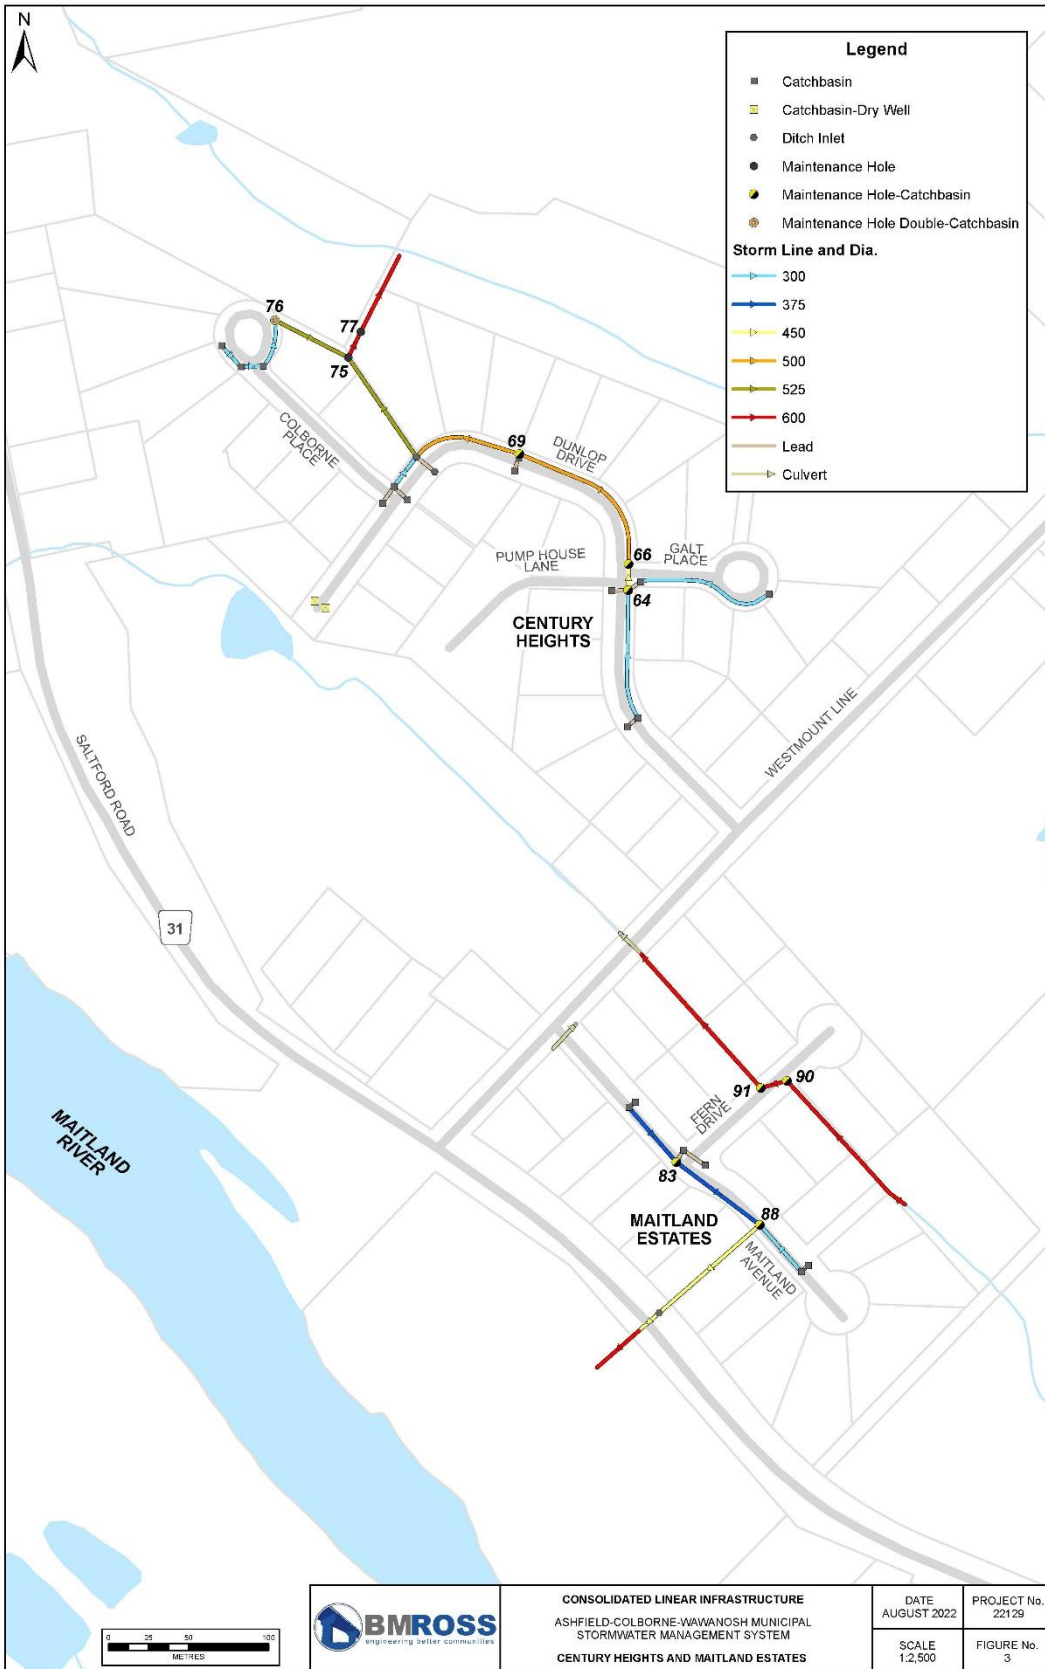 N
Legend
Catchbasin
Catchbasin-Dry Well
Ditch Inlet
Maintenance Hole
Maintenance Hole-Catchbasin
Maintenance Hole Double-Catchbasin
Storm Line and Dia.
300
375
450
500
525
600
Lead
Culvert
76
77
75
COLBORNE
PLACE
69
DUNLOP
DRIVE
66
GALT
PLACE
PUMP HOUSE
LANE
64
CENTURY
HEIGHTS
WESTMOUNT LINE
SALTFORD ROAD
31
90
91
FERN
DRIVE
MAITLAND
RIVER
83
88
MAITLAND
ESTATES
MAITLAND
AVENUE
0 25 50 100
METRES
BMROSS
engineering better communities
CONSOLIDATED LINEAR INFRASTRUCTURE
ASHFIELD-COLBORNE-WAWANOSH MUNICIPAL
STORMWATER MANAGEMENT SYSTEM
CENTURY HEIGHTS AND MAITLAND ESTATES
DATE
AUGUST 2022
PROJECT No.
22129
SCALE
1:2,500
FIGURE No.
3